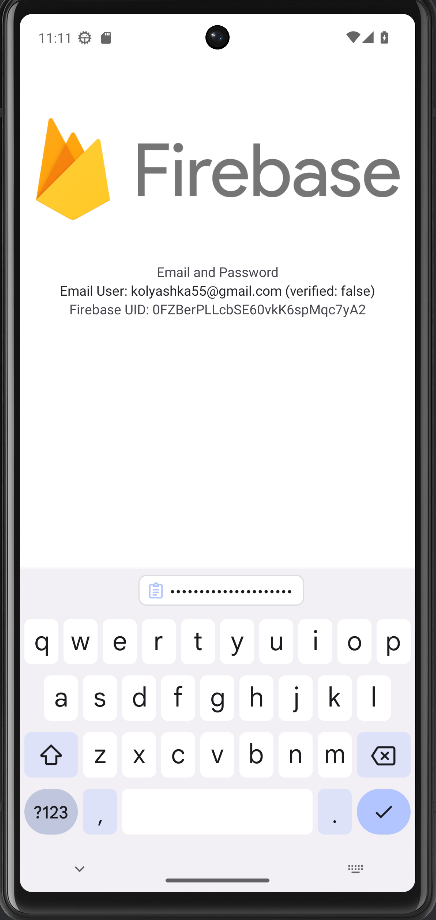 11:11
Firebase
Email and Password
Email User: kolyashka55@gmail.com (verified: false)
Firebase UID: 0FZBerPLLcbSE60vkK6spMqc7yA2
•••••••••••••••••••••
q w e r t y u i o p
a s d f g h j k l
z x c v b n m
?123 , .